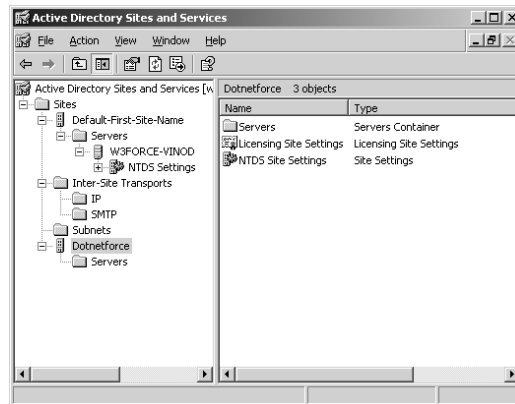 Active Directory Sites and Services
File Action View Window Help
Active Directory Sites and Services [w
Sites
Default-First-Site-Name
Servers
W3FORCE-VINOD
NTDS Settings
Inter-Site Transports
IP
SMTP
Subnets
Dotnetforce
Servers
Dotnetforce 3 objects
Name Type
Servers Servers Container
Licensing Site Settings Licensing Site Settings
NTDS Site Settings Site Settings